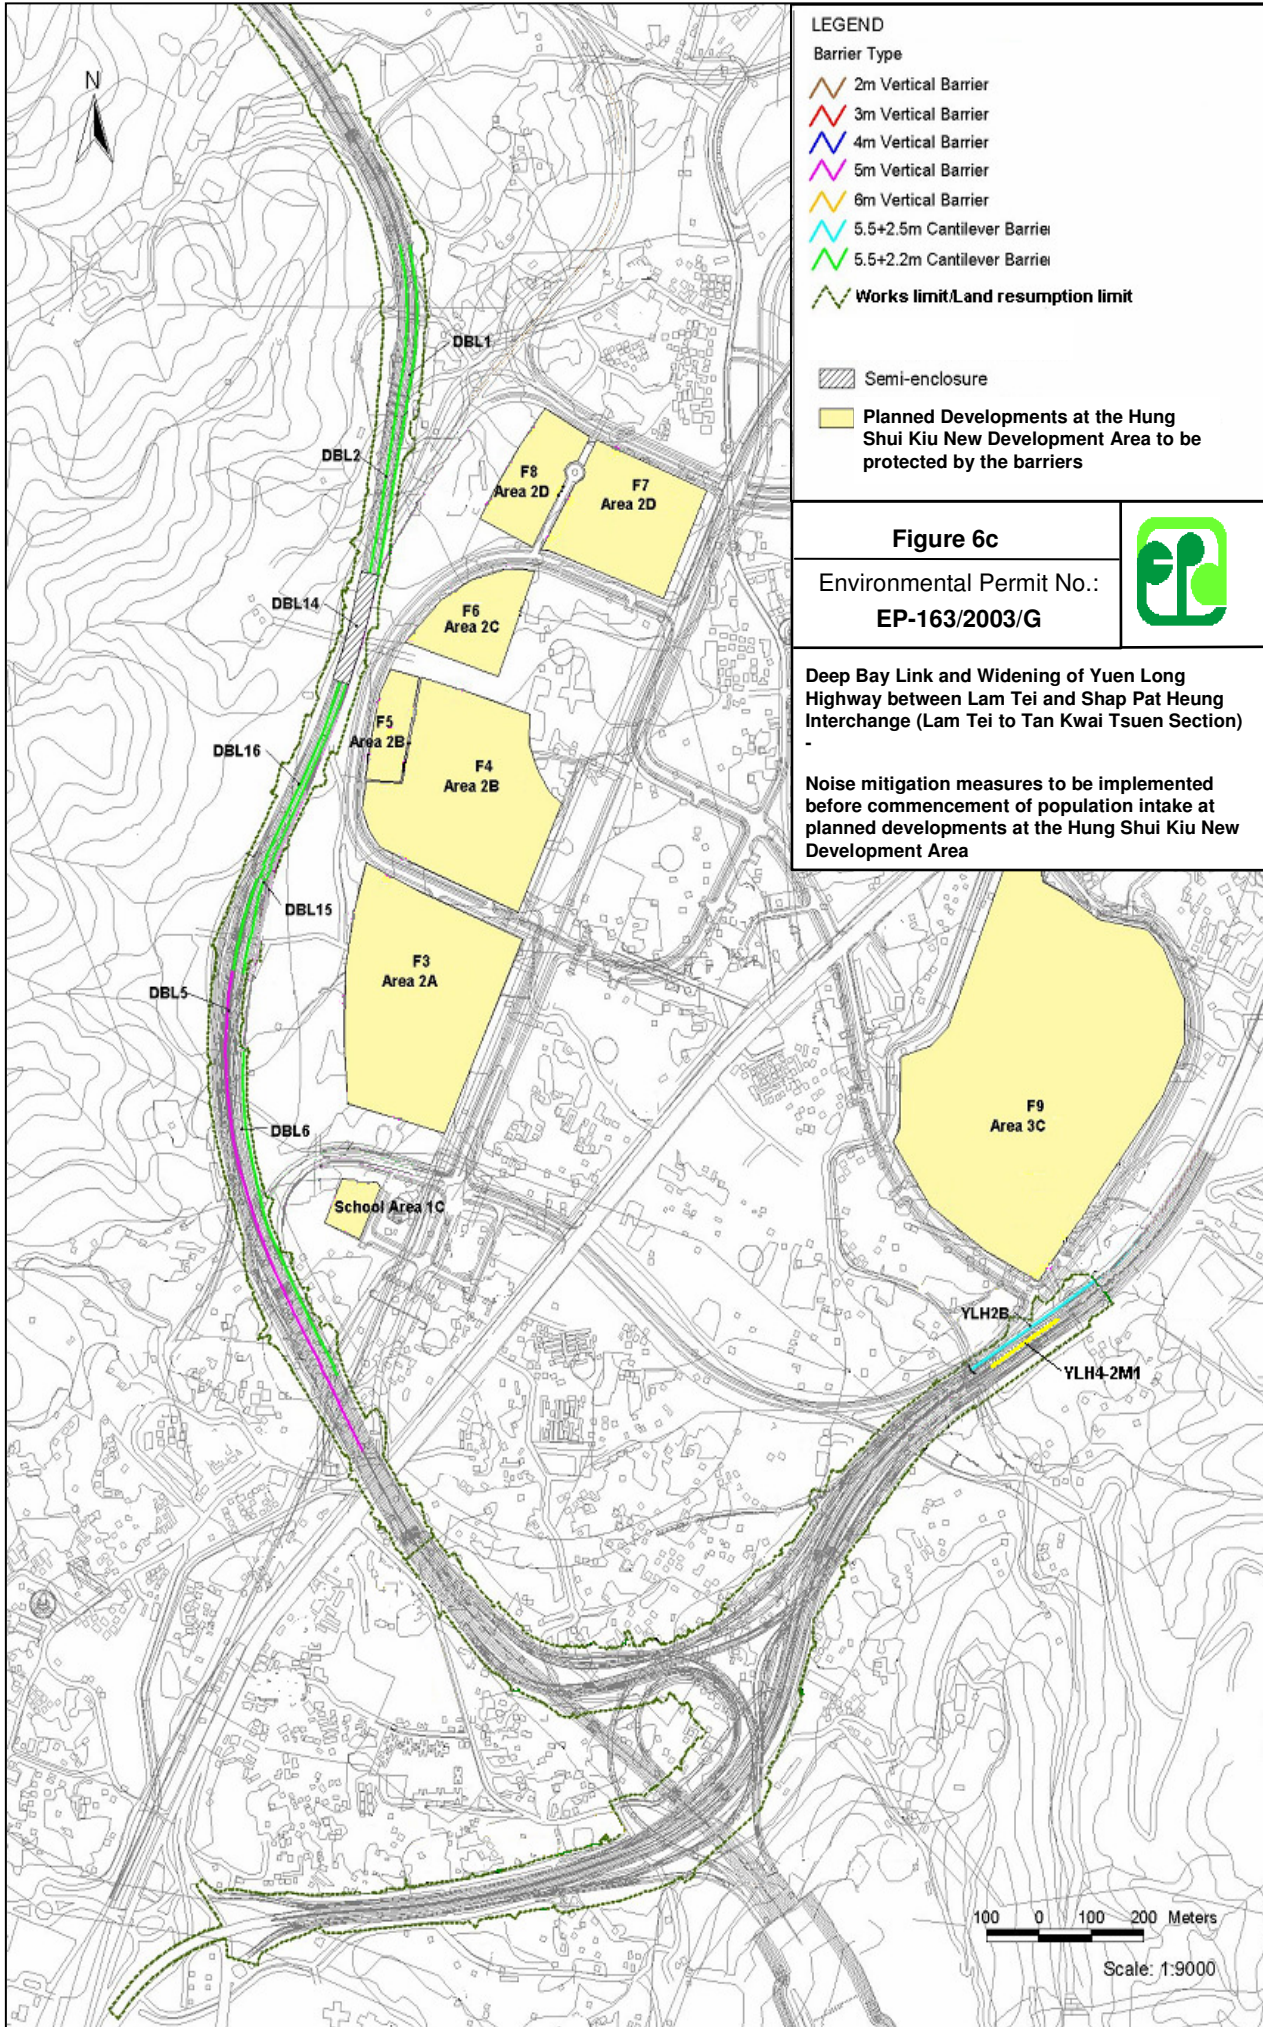 N
LEGEND
Barrier Type
2m Vertical Barrier
3m Vertical Barrier
4m Vertical Barrier
5m Vertical Barrier
6m Vertical Barrier
5.5+2.5m Cantilever Barrier
5.5+2.2m Cantilever Barrier
Works limit/Land resumption limit
Semi-enclosure
Planned Developments at the Hung
Shui Kiu New Development Area to be
protected by the barriers
Figure 6c
Environmental Permit No.:
EP-163/2003/G
Deep Bay Link and Widening of Yuen Long
Highway between Lam Tei and Shap Pat Heung
Interchange (Lam Tei to Tan Kwai Tsuen Section)
-
Noise mitigation measures to be implemented
before commencement of population intake at
planned developments at the Hung Shui Kiu New
Development Area
DBL1
DBL2
F8
Area 2D
F7
Area 2D
DBL14
F6
Area 2C
F5
Area 2B
F4
Area 2B
DBL16
DBL15
F3
Area 2A
DBL5
DBL6
F9
Area 3C
School Area 1C
YLH2B
YLH4-2M1
100 0 100 200 Meters
Scale: 1:9000